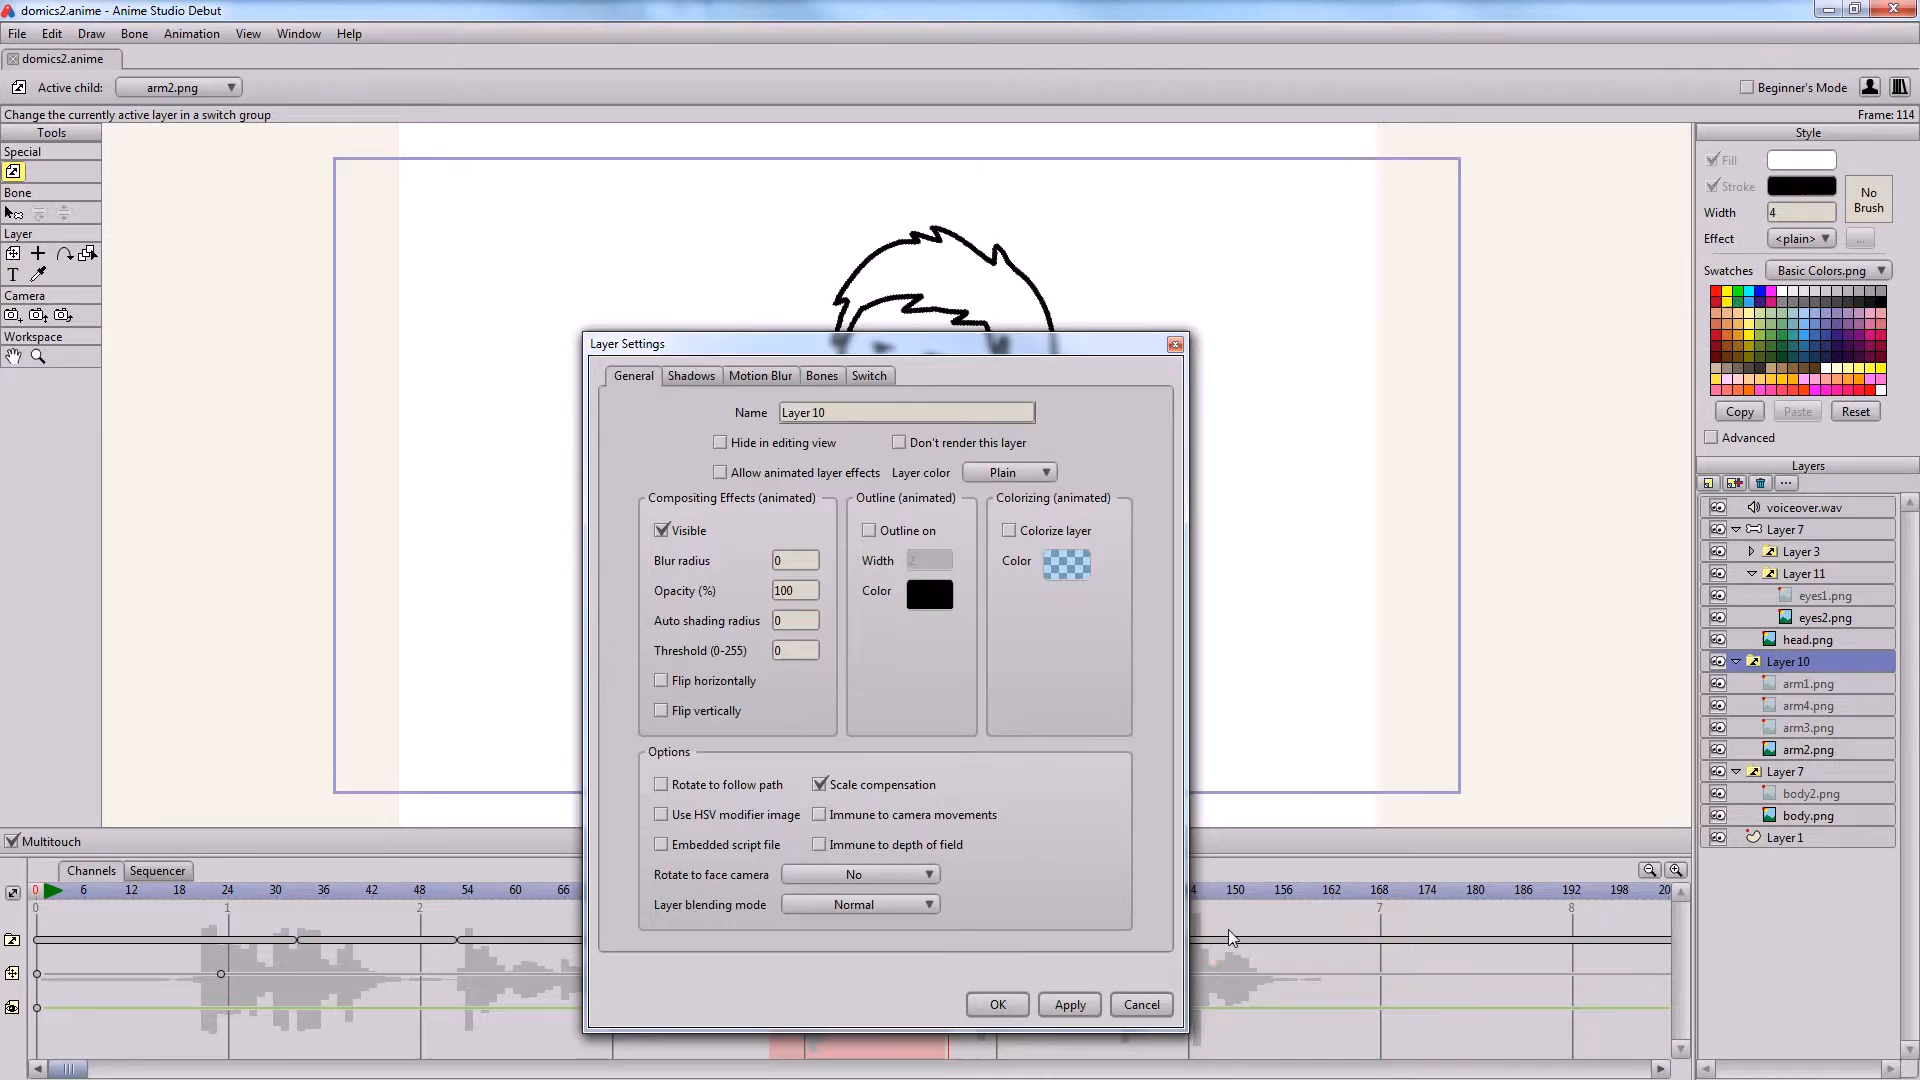 domics2.anime - Anime Studio Debut
File Edit Draw Bone Animation View Window Help
domics2.anime
Active child: arm2.png Beginner's Mode
Change the currently active layer in a switch group Frame: 114
Tools
Special
Bone
Layer
T
Camera
Workspace
Style
Fill
Stroke
No
Brush
Width 4
Effect <plain> ...
Swatches Basic Colors.png
Copy Paste Reset
Advanced
Layers
...
voiceover.wav
Layer 7
Layer 3
Layer 11
eyes1.png
eyes2.png
head.png
Layer 10
arm1.png
arm4.png
arm3.png
arm2.png
Layer 7
body2.png
body.png
Layer 1
Layer Settings
General Shadows Motion Blur Bones Switch
Name Layer 10
Hide in editing view Don't render this layer
Allow animated layer effects Layer color Plain
Compositing Effects (animated) Outline (animated) Colorizing (animated)
Visible Outline on Colorize layer
Blur radius 0 Width 2 Color
Opacity (%) 100 Color
Auto shading radius 0
Threshold (0-255) 0
Flip horizontally
Flip vertically
Options
Rotate to follow path Scale compensation
Use HSV modifier image Immune to camera movements
Embedded script file Immune to depth of field
Rotate to face camera No
Layer blending mode Normal
OK Apply Cancel
Multitouch
Channels Sequencer
0 6 12 18 24 30 36 42 48 54 60 66 4 150 156 162 168 174 180 186 192 198 20
0 1 2 7 8